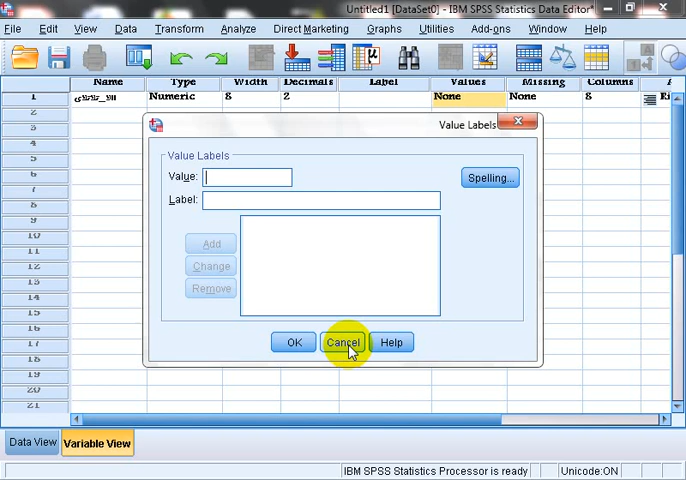 Untitled1 [DataSet0] - IBM SPSS Statistics Data Editor*
File Edit View Data Transform Analyze Direct Marketing Graphs Utilities Add-ons Window Help
Name Type Width Decimals Label Values Missing Columns A
1 Numeric 8 2 None None 8 Ri
2
3
4
5
6
7
8
9
10
11
12
13
14
15
16
17
18
19
20
21
Value Labels
Value Labels
Value:
Spelling...
Label:
Add
Change
Remove
OK Cancel Help
Data View Variable View
IBM SPSS Statistics Processor is ready Unicode:ON